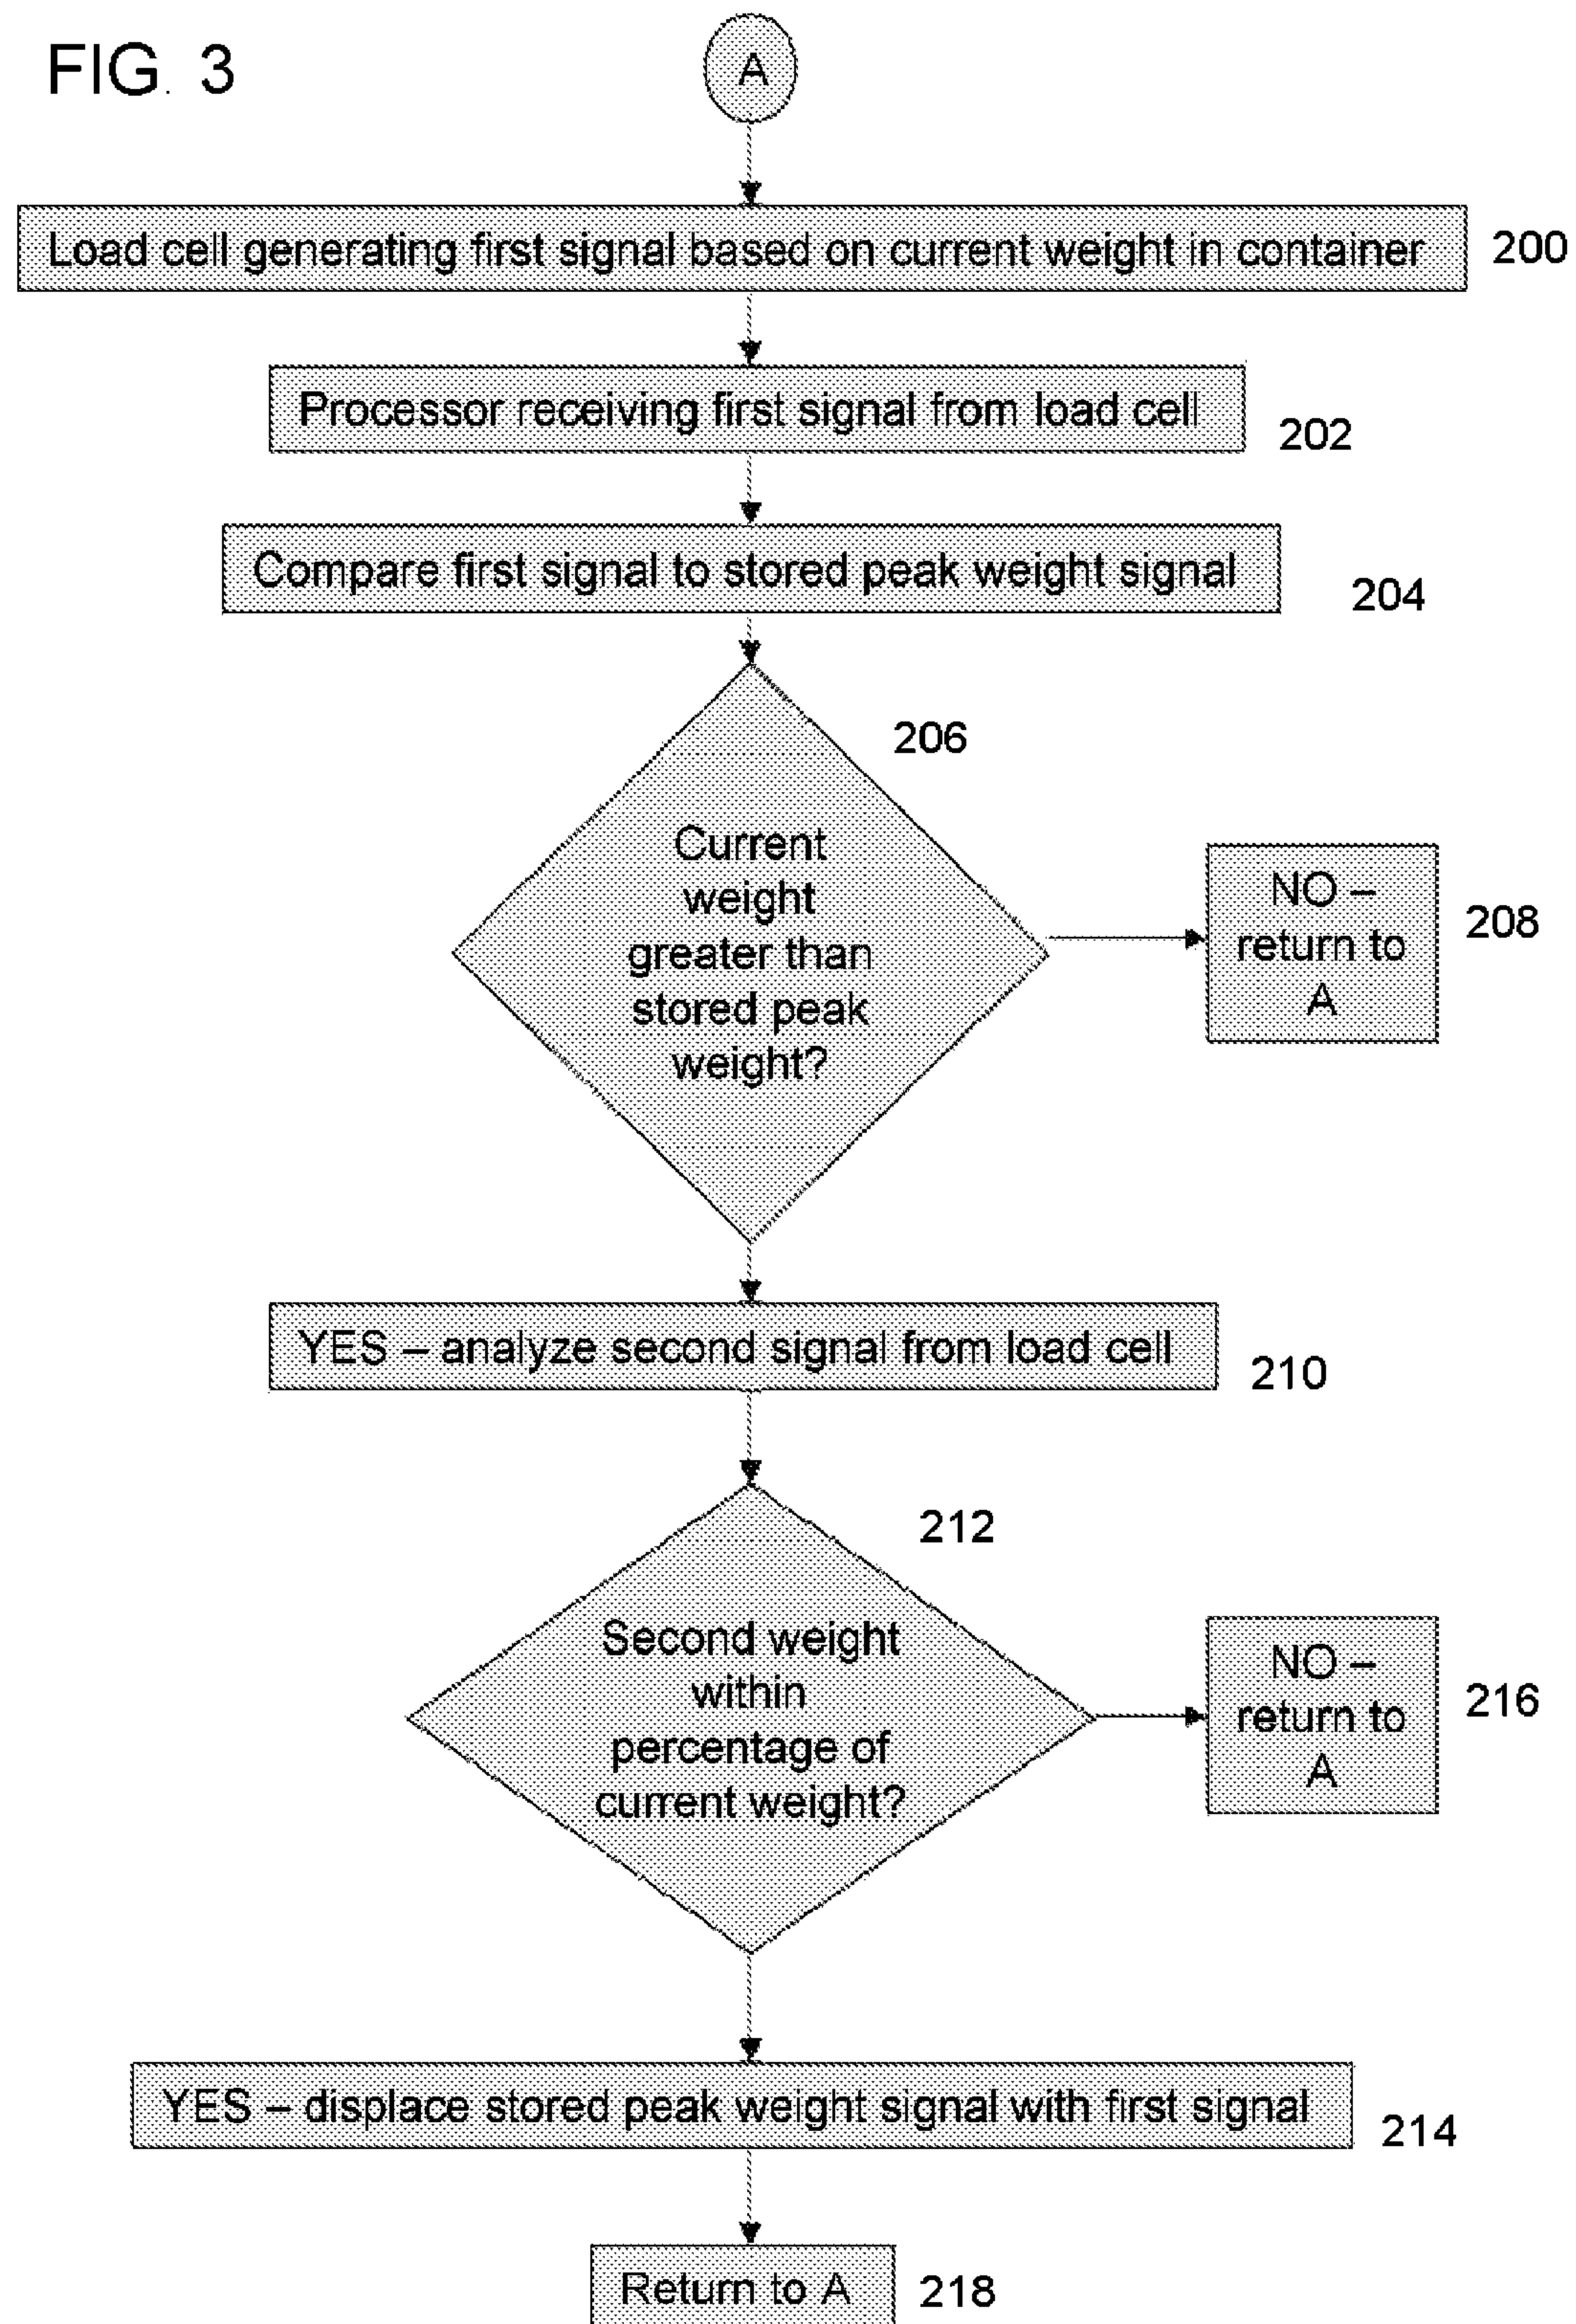 FIG. 3
A
Load cell generating first signal based on current weight in container
200
Processor receiving first signal from load cell
202
Compare first signal to stored peak weight signal
204
206
Current
weight
greater than
stored peak
weight?
NO –
return to
A
208
YES – analyze second signal from load cell
210
212
Second weight
within
percentage of
current weight?
NO –
return to
A
216
YES – displace stored peak weight signal with first signal
214
Return to A
218